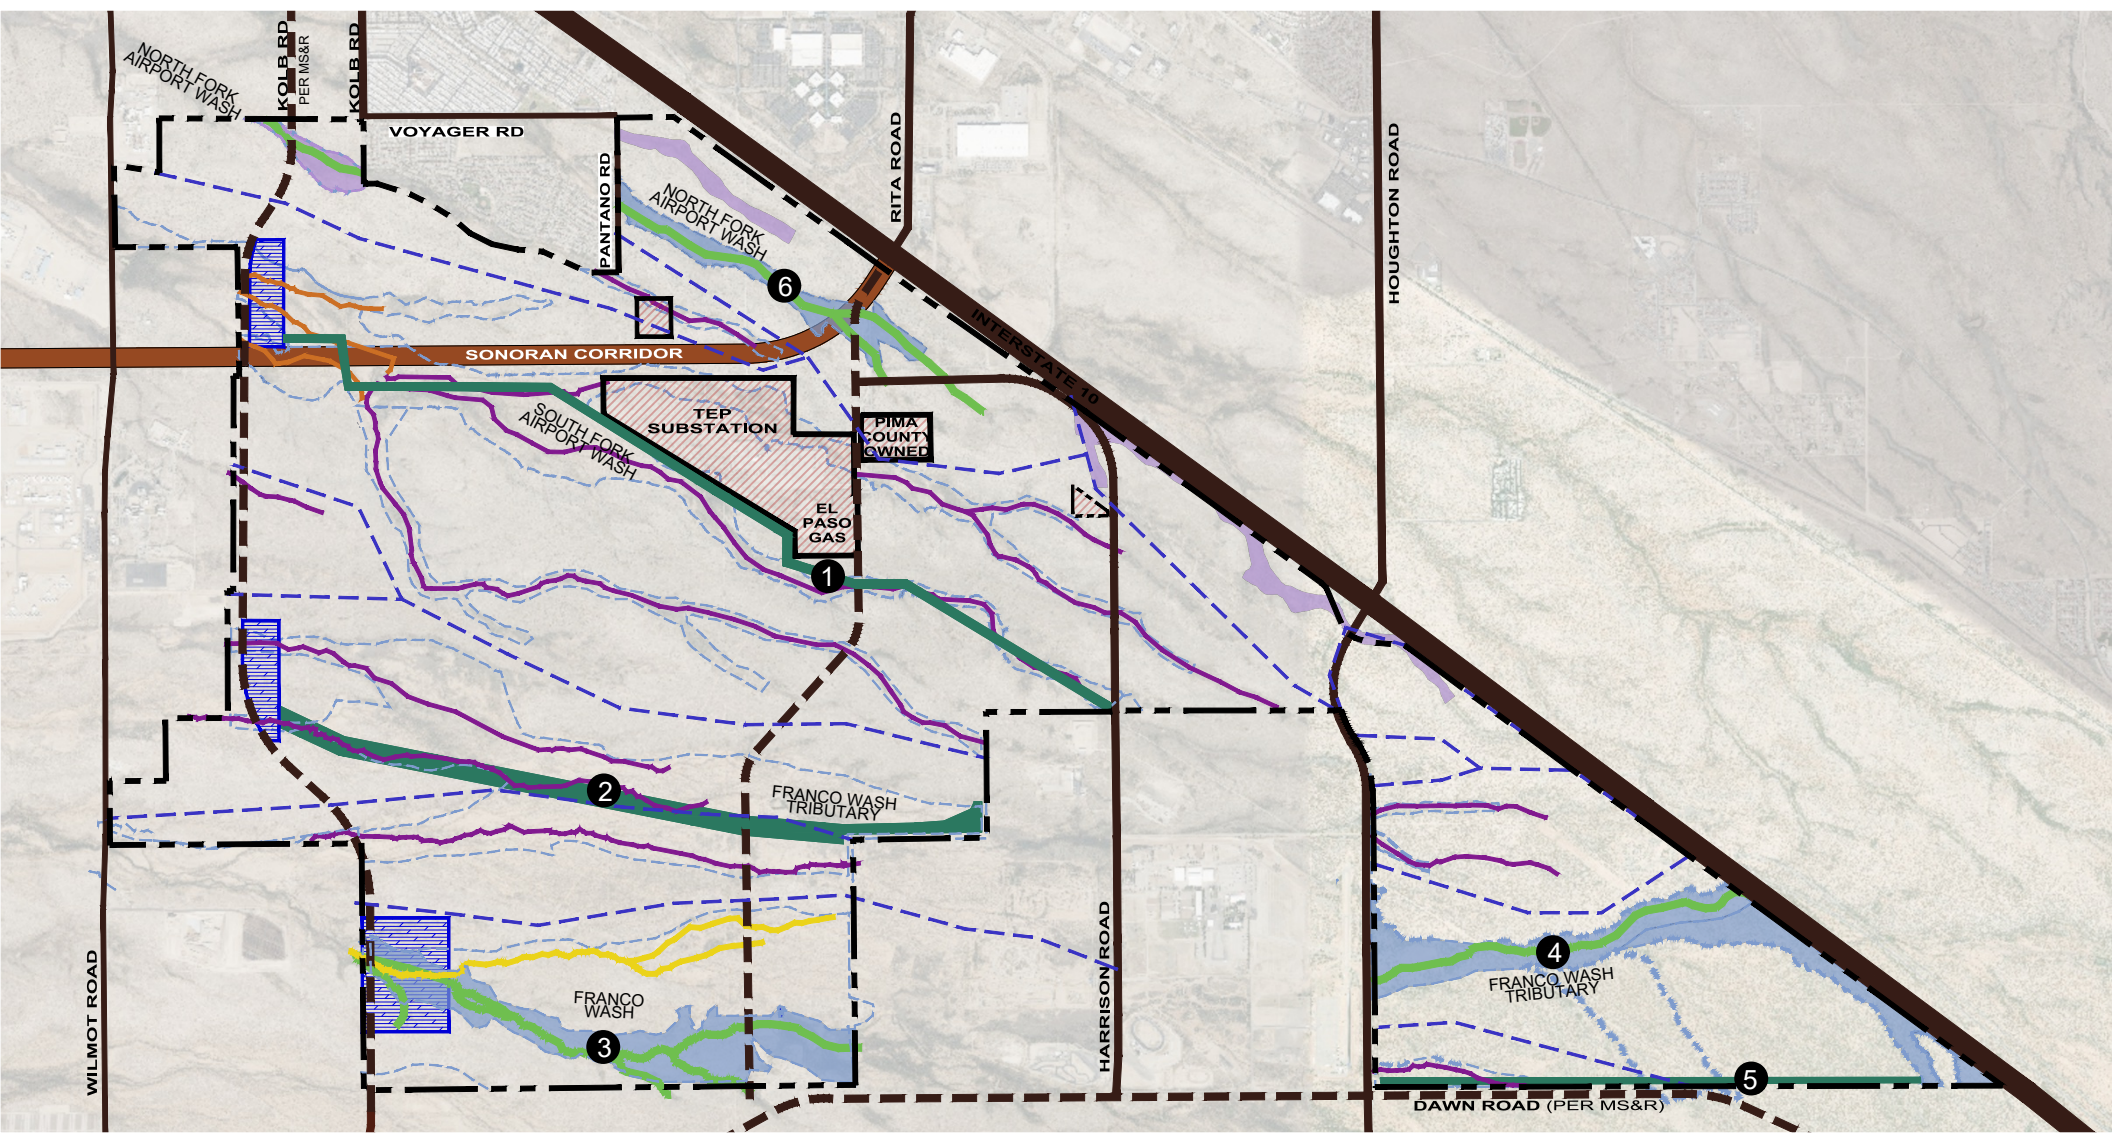 NORTH FORK
AIRPORT WASH
KOLB RD
PER MS&R
KOLB RD
VOYAGER RD
PANTANO RD
NORTH FORK
AIRPORT WASH
RITA ROAD
HOUGHTON ROAD
6
INTERSTATE 10
SONORAN CORRIDOR
SOUTH FORK
AIRPORT WASH
TEP
SUBSTATION
PIMA
COUNTY
OWNED
EL
PASO
GAS
1
2
FRANCO WASH
TRIBUTARY
WILMOT ROAD
FRANCO
WASH
3
HARRISON ROAD
4
FRANCO WASH
TRIBUTARY
5
DAWN ROAD (PER MS&R)